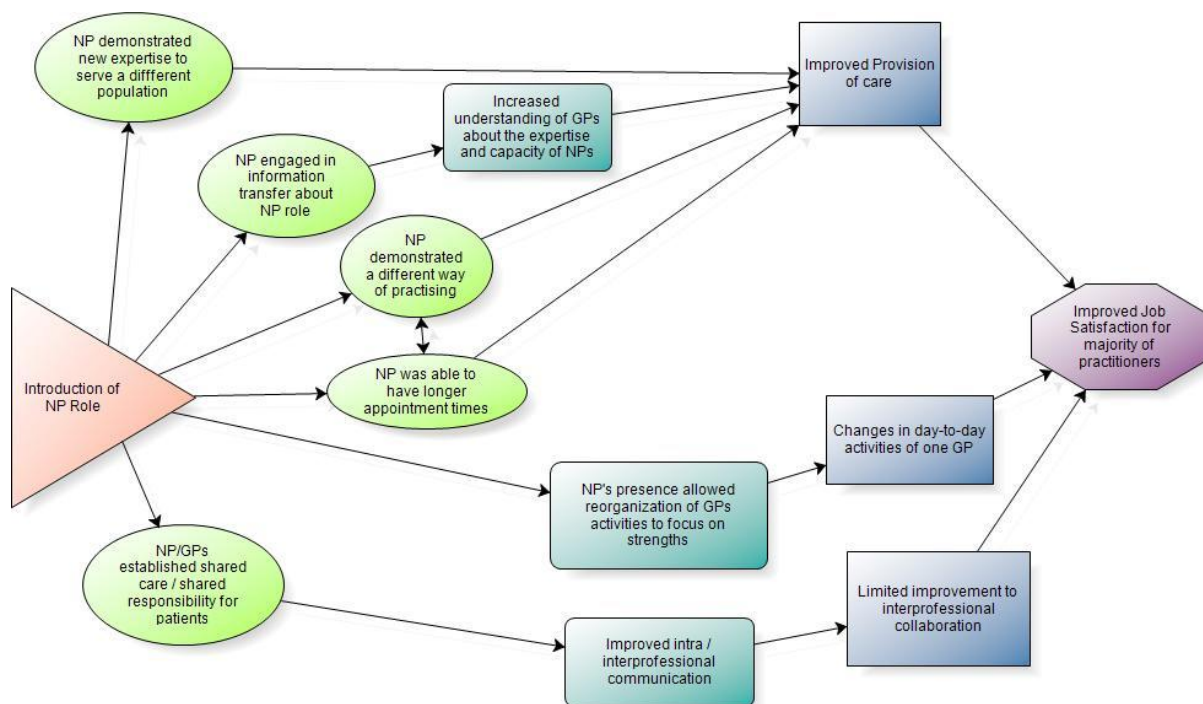 NP demonstrated
new expertise to
serve a diffferent
population
Improved Provision
of care
Increased
understanding of GPs
about the expertise
and capacity of NPs
NP engaged in
information
transfer about
NP role
NP
demonstrated
a different way
of practising
Improved Job
Satisfaction for
majority of
practitioners
Introduction of
NP Role
NP was able to
have longer
appointment times
Changes in day-to-day
activities of one GP
NP's presence allowed
reorganization of GPs
activities to focus on
strengths
NP/GPs
established shared
care / shared
responsibility for
patients
Limited improvement to
interprofessional
collaboration
Improved intra /
interprofessional
communication